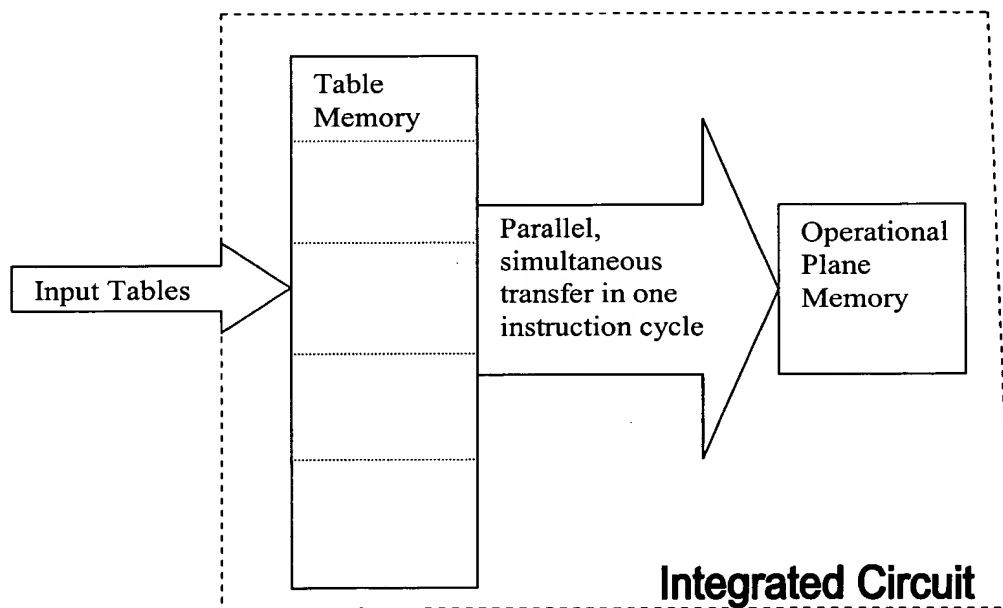 Table
Memory
Input Tables
Parallel,
simultaneous
transfer in one
instruction cycle
Operational
Plane
Memory
Integrated Circuit